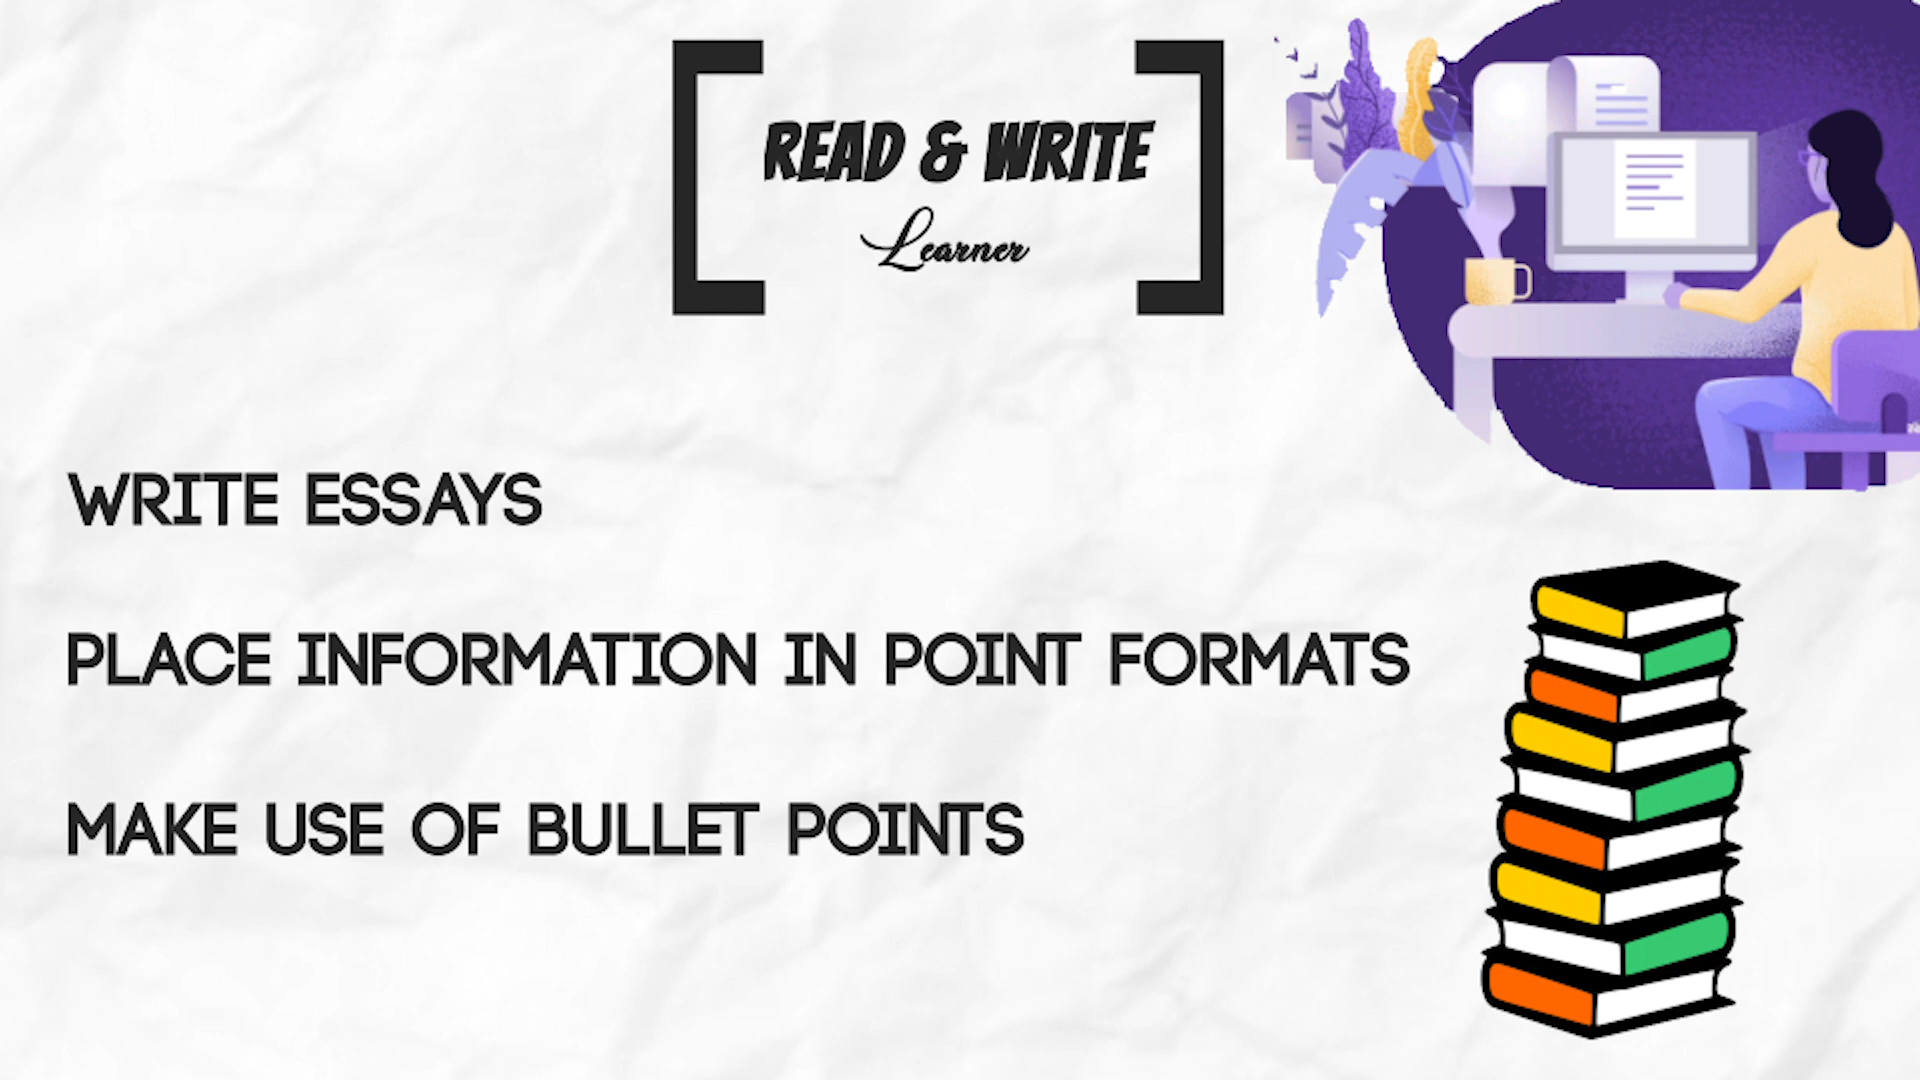 READ & WRITE
Learner
WRITE ESSAYS
PLACE INFORMATION IN POINT FORMATS
MAKE USE OF BULLET POINTS